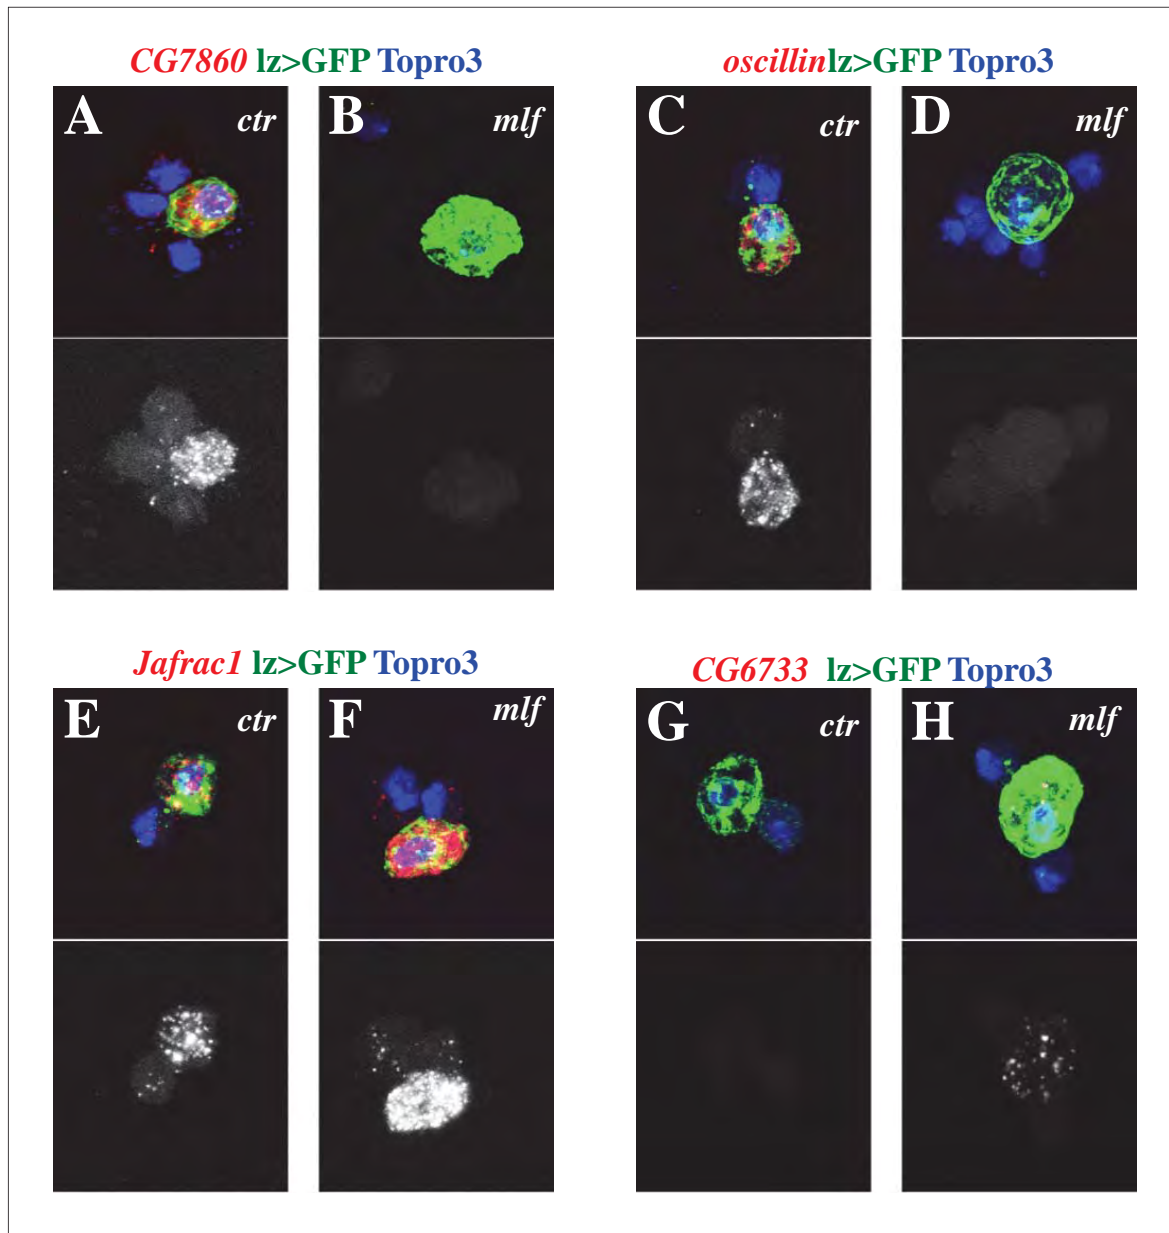 CG7860 lz>GFP Topro3
oscillinlz>GFP Topro3
A ctr B mlf C ctr D mlf
Jafrac1 lz>GFP Topro3
CG6733 lz>GFP Topro3
E ctr F mlf G ctr H mlf